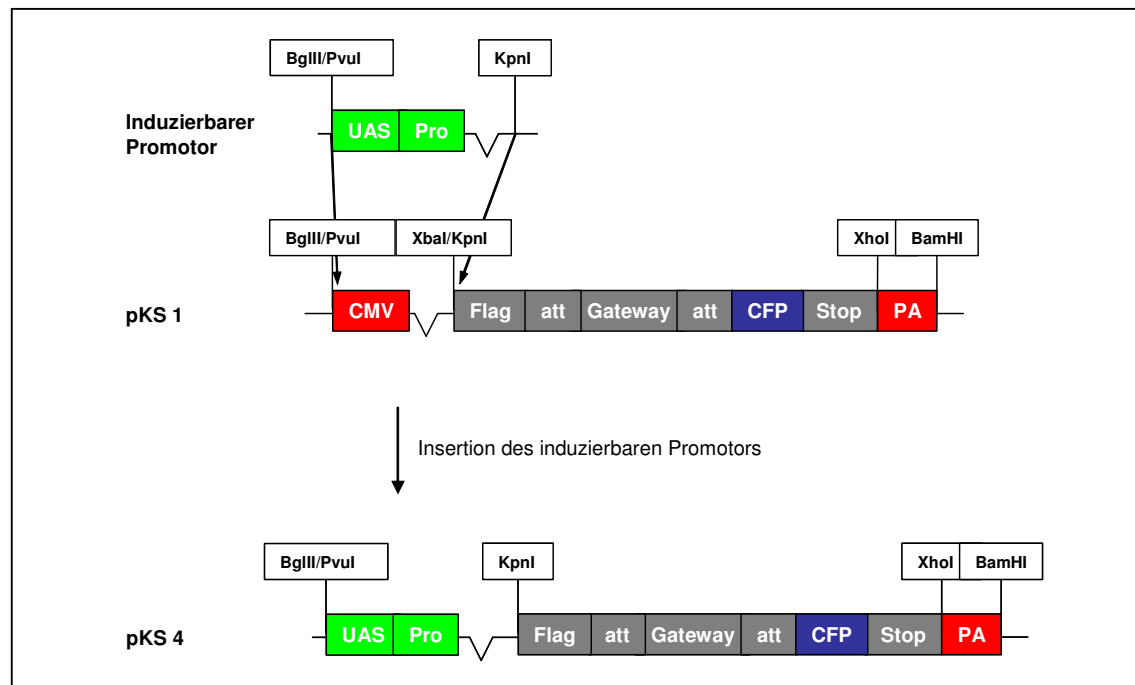 BglII/PvuI KpnI
Induzierbarer
Promotor
UAS Pro
BglII/PvuI XbaI/KpnI XhoI BamHI
pKS 1
CMV Flag att Gateway att CFP Stop PA
Insertion des induzierbaren Promotors
BglII/PvuI KpnI XhoI BamHI
pKS 4
UAS Pro Flag att Gateway att CFP Stop PA